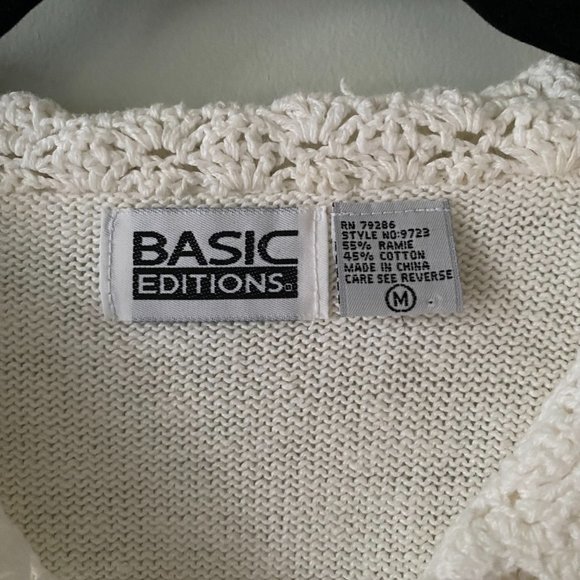 BASIC
EDITIONS
RN 79286
STYLE NO:9723
55% RAMIE
45% COTTON
MADE IN CHINA
CARE SEE REVERSE
M